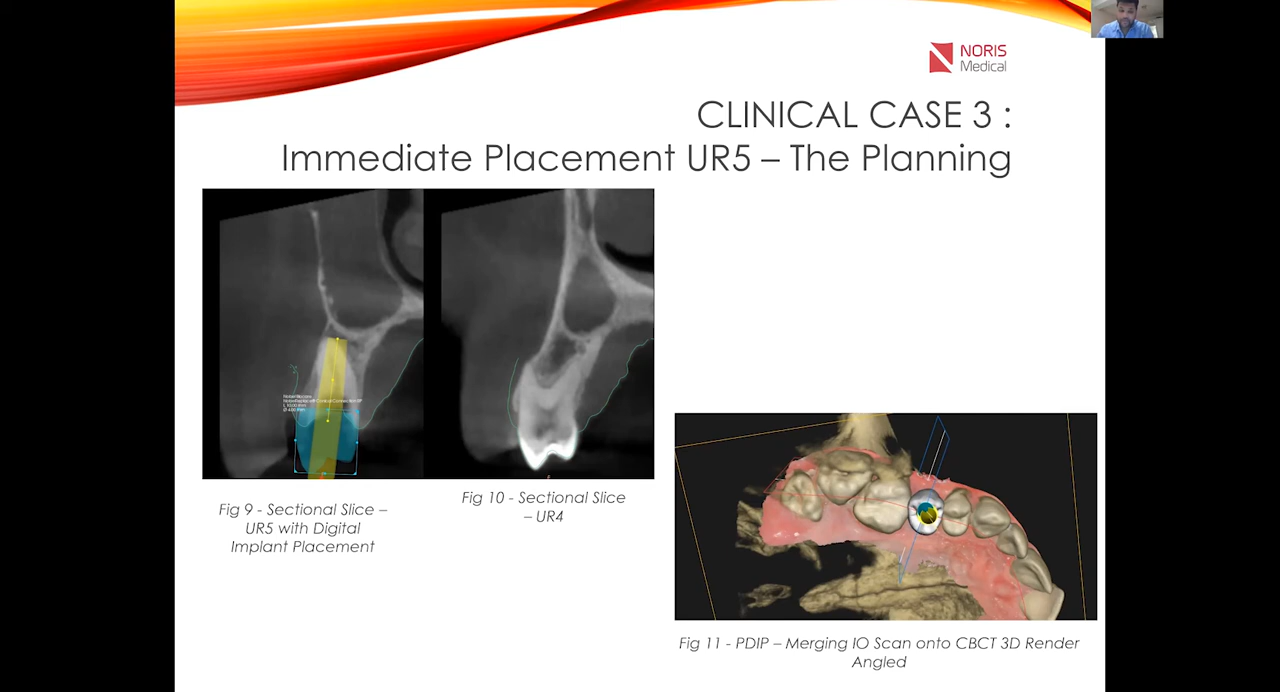 NORIS
Medical
CLINICAL CASE 3 :
Immediate Placement UR5 – The Planning
Fig 9 - Sectional Slice –
UR5 with Digital
Implant Placement
Fig 10 - Sectional Slice
– UR4
Fig 11 - PDIP – Merging IO Scan onto CBCT 3D Render
Angled